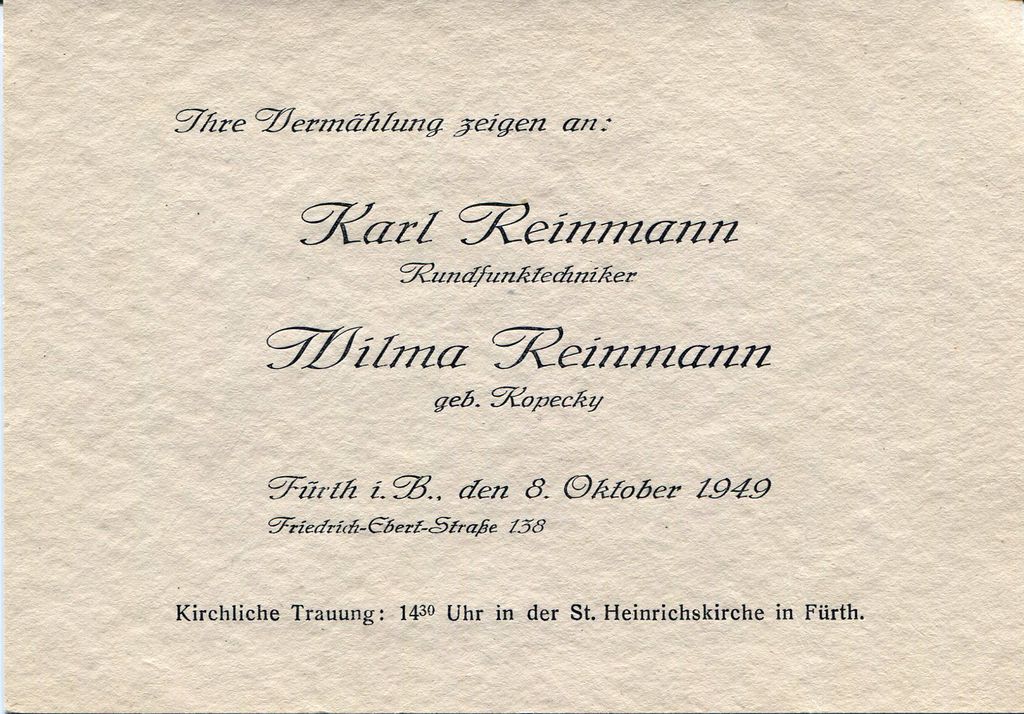 Ihre Vermählung zeigen an:
Karl Reinmann
Rundfunktechniker
Wilma Reinmann
geb. Kopecky
Fürth i. B., den 8. Oktober 1949
Friedrich-Ebert-Straße 138
Kirchliche Trauung: 14³⁰ Uhr in der St. Heinrichskirche in Fürth.